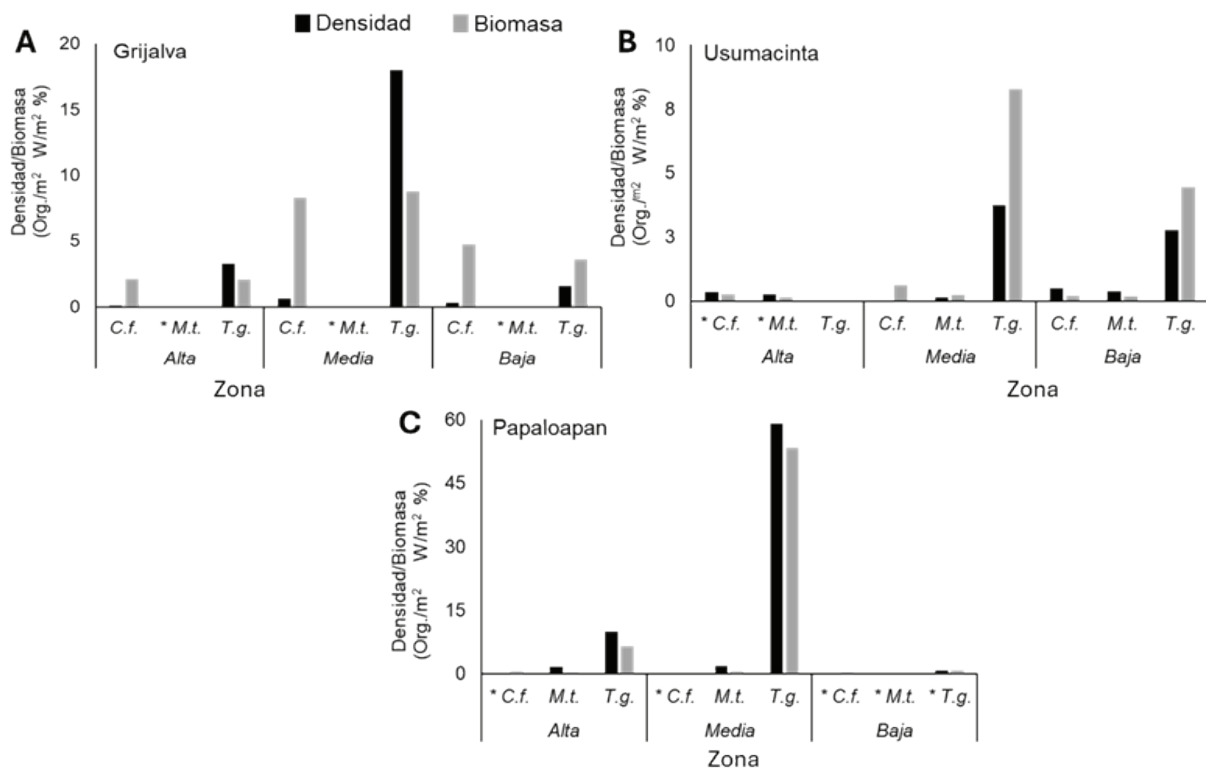 ■ Densidad ■ Biomasa
A
Grijalva
Densidad/Biomasa
(Org./m² W/m² %)
20
15
10
5
0
C.f. * M.t. T.g. C.f. * M.t. T.g. C.f. * M.t. T.g.
Alta Media Baja
Zona
B
Usumacinta
Densidad/Biomasa
(Org./m2 W/m² %)
10
8
5
3
0
* C.f. * M.t. T.g. C.f. M.t. T.g. C.f. M.t. T.g.
Alta Media Baja
Zona
C
Papaloapan
Densidad/Biomasa
(Org./m² W/m² %)
60
45
30
15
0
* C.f. M.t. T.g. * C.f. M.t. T.g. * C.f. * M.t. * T.g.
Alta Media Baja
Zona